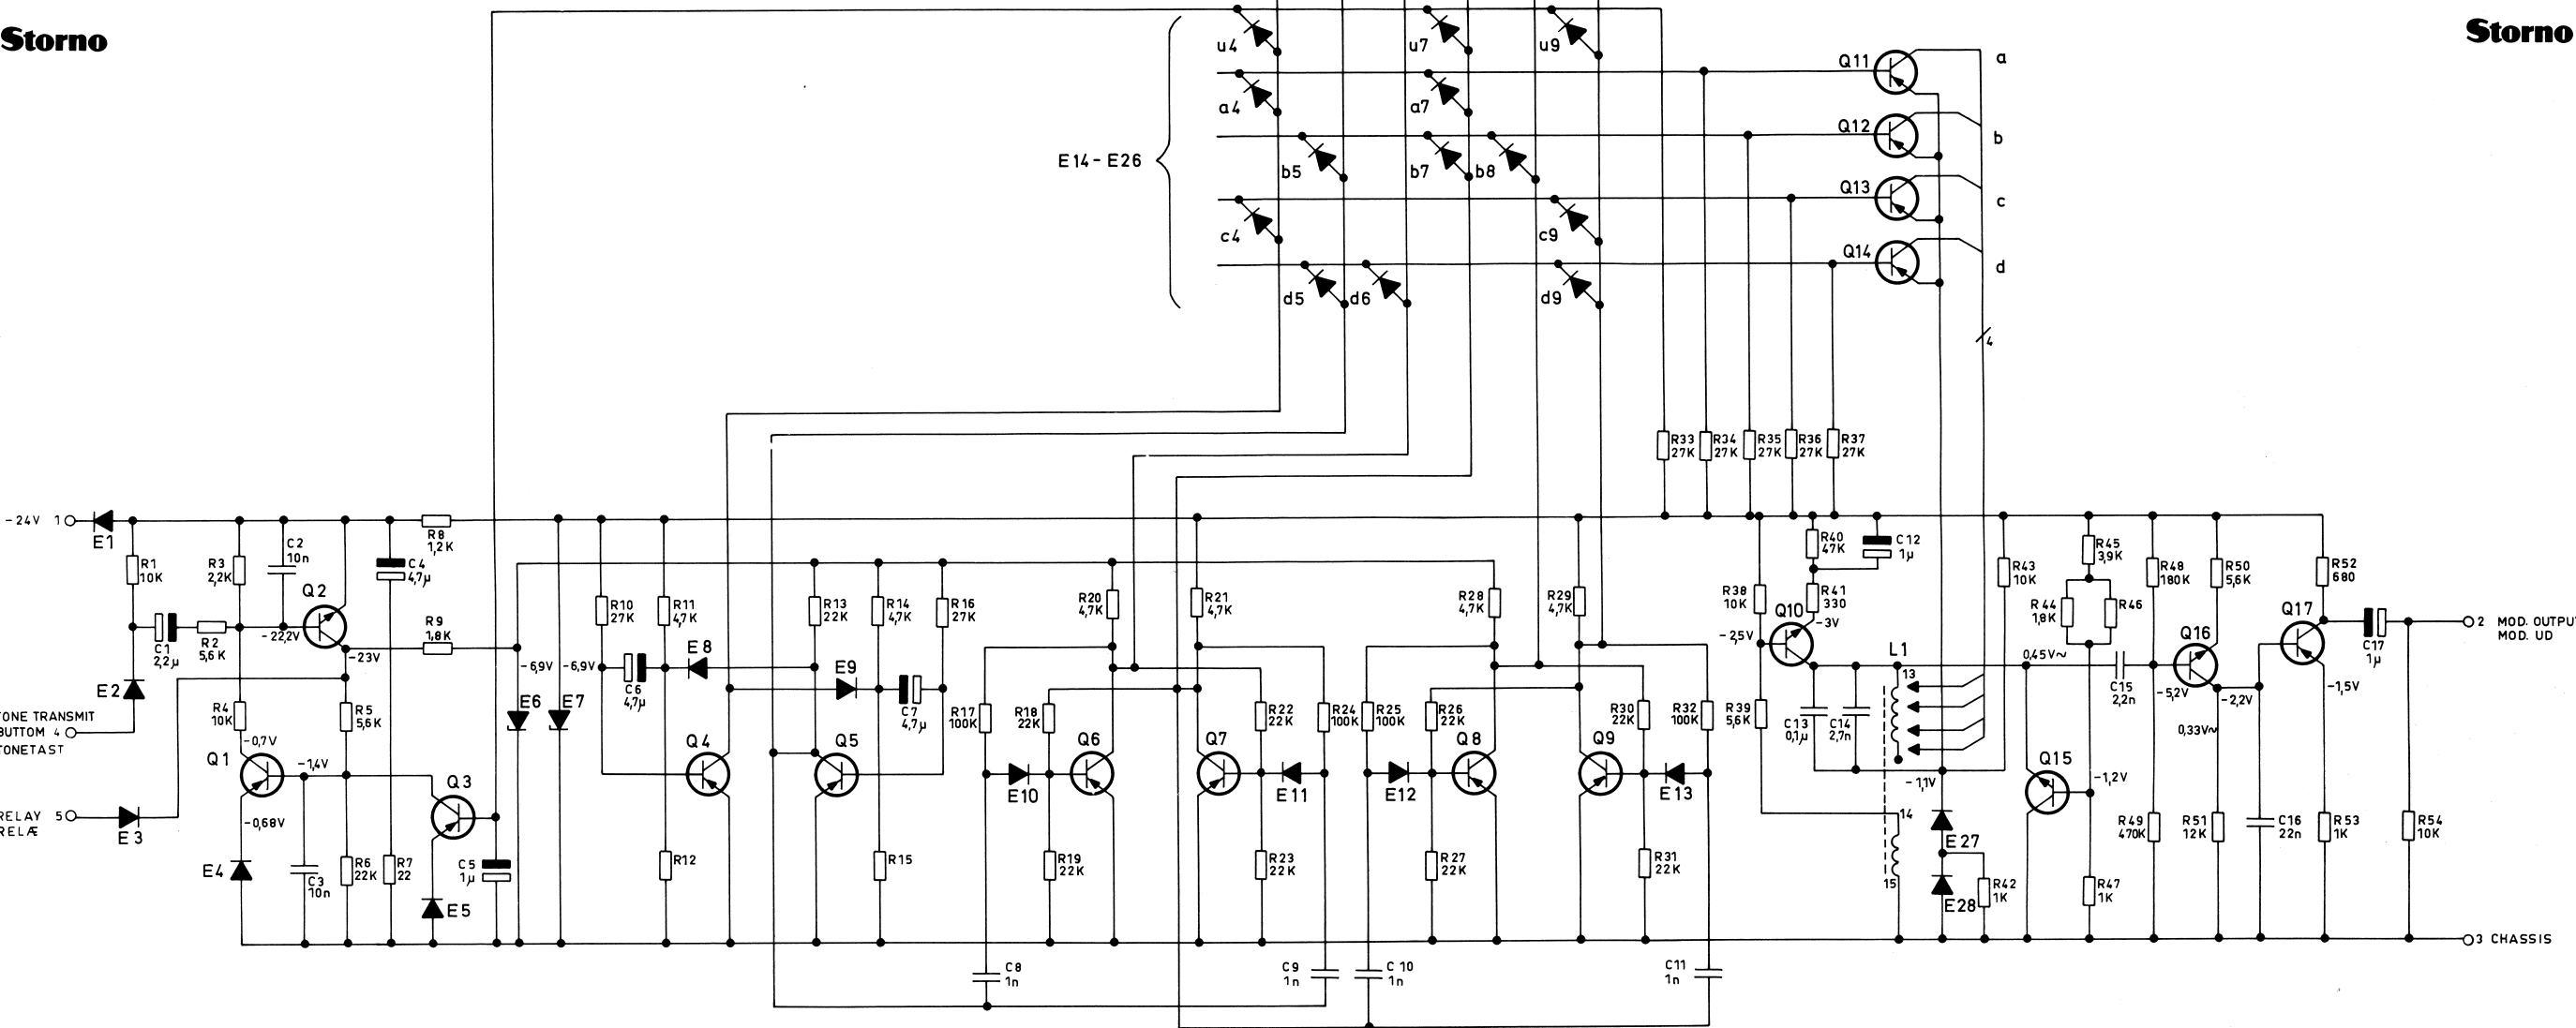 Storno
Storno
u4
u7
u9
Q11
a
a4
a7
Q12
b
E14-E26
b5
b7
b8
Q13
c
c4
c9
Q14
d
d5
d6
d9
4
R33
27K
R34
27K
R35
27K
R36
27K
R37
27K
-24V 1
E1
R1
10K
R3
2,2K
C2
10n
C4
4,7μ
R8
1,2K
Q2
-22,2V
C1
2,2μ
R2
5,6K
R9
1,8K
-23V
E2
TONE TRANSMIT
BUTTOM 4
TONETAST
R4
10K
R5
5,6K
-0,7V
Q1
-1,4V
Q3
-0,68V
RELAY 5
RELÆ
E3
E4
C3
10n
R6
22K
R7
22
C5
1μ
E5
-6,9V
-6,9V
E6
E7
R10
27K
R11
4,7K
C6
4,7μ
E8
Q4
R12
R13
22K
R14
4,7K
R16
27K
E9
C7
4,7μ
Q5
R15
R17
100K
R18
22K
R20
4,7K
R21
4,7K
Q6
Q7
E10
R19
22K
R22
22K
R24
100K
E11
R23
22K
C8
1n
C9
1n
C10
1n
C11
1n
R25
100K
R26
22K
R28
4,7K
R29
4,7K
Q8
Q9
E12
R27
22K
R30
22K
R32
100K
E13
R31
22K
R38
10K
R40
47K
C12
1μ
R41
330
Q10
-3V
-2,5V
R39
5,6K
C13
0,1μ
C14
2,7n
L1
13
14
15
R43
10K
-1,1V
E27
E28
R42
1K
0,45V~
R45
3,9K
R44
1,8K
R46
Q15
-1,2V
R47
1K
C15
2,2n
R48
180K
R50
5,6K
Q16
-5,2V
-2,2V
0,33V~
R49
470K
R51
12K
C16
22n
R52
680
Q17
-1,5V
R53
1K
C17
1μ
R54
10K
2 MOD. OUTPUT
MOD. UD
3 CHASSIS